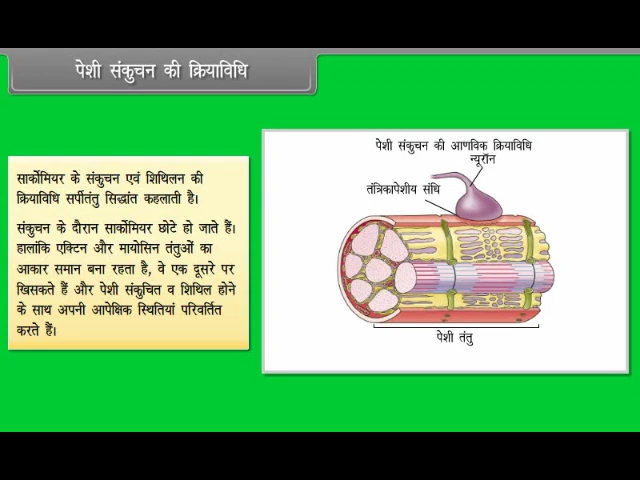 पेशी संकुचन की क्रियाविधि
सार्कोमियर के संकुचन एवं शिथिलन की
क्रियाविधि सर्पीतंतु सिद्धांत कहलाती है।
संकुचन के दौरान सार्कोमियर छोटे हो जाते हैं।
हालांकि एक्टिन और मायोसिन तंतुओं का
आकार समान बना रहता है, वे एक दूसरे पर
खिसकते हैं और पेशी संकुचित व शिथिल होने
के साथ अपनी आपेक्षिक स्थितियां परिवर्तित
करते हैं।
पेशी संकुचन की आणविक क्रियाविधि
न्यूरॉन
तंत्रिकापेशीय संधि
पेशी तंतु